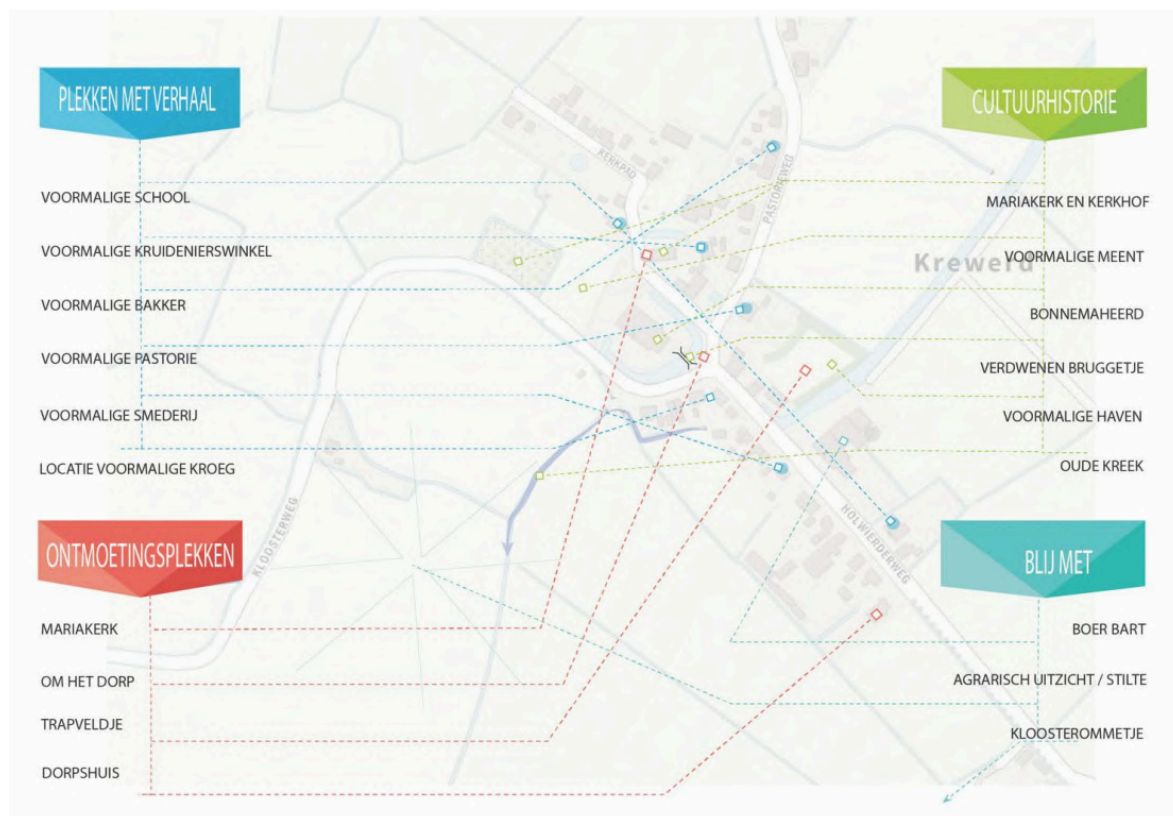 PLEKKEN MET VERHAAL
VOORMALIGE SCHOOL
VOORMALIGE KRUIDENIERSWINKEL
VOORMALIGE BAKKER
VOORMALIGE PASTORIE
VOORMALIGE SMEDERIJ
LOCATIE VOORMALIGE KROEG
ONTMOETINGSPLEKKEN
MARIAKERK
OM HET DORP
TRAPVELDJE
DORPSHUIS
KERKPAD
PASTORIEWEG
Krewerd
KLOOSTERWEG
HOLWIERDERWEG
CULTUURHISTORIE
MARIAKERK EN KERKHOF
VOORMALIGE MEENT
BONNEMAHEERD
VERDWENEN BRUGGETJE
VOORMALIGE HAVEN
OUDE KREEK
BLIJ MET
BOER BART
AGRARISCH UITZICHT / STILTE
KLOOSTEROMMETJE